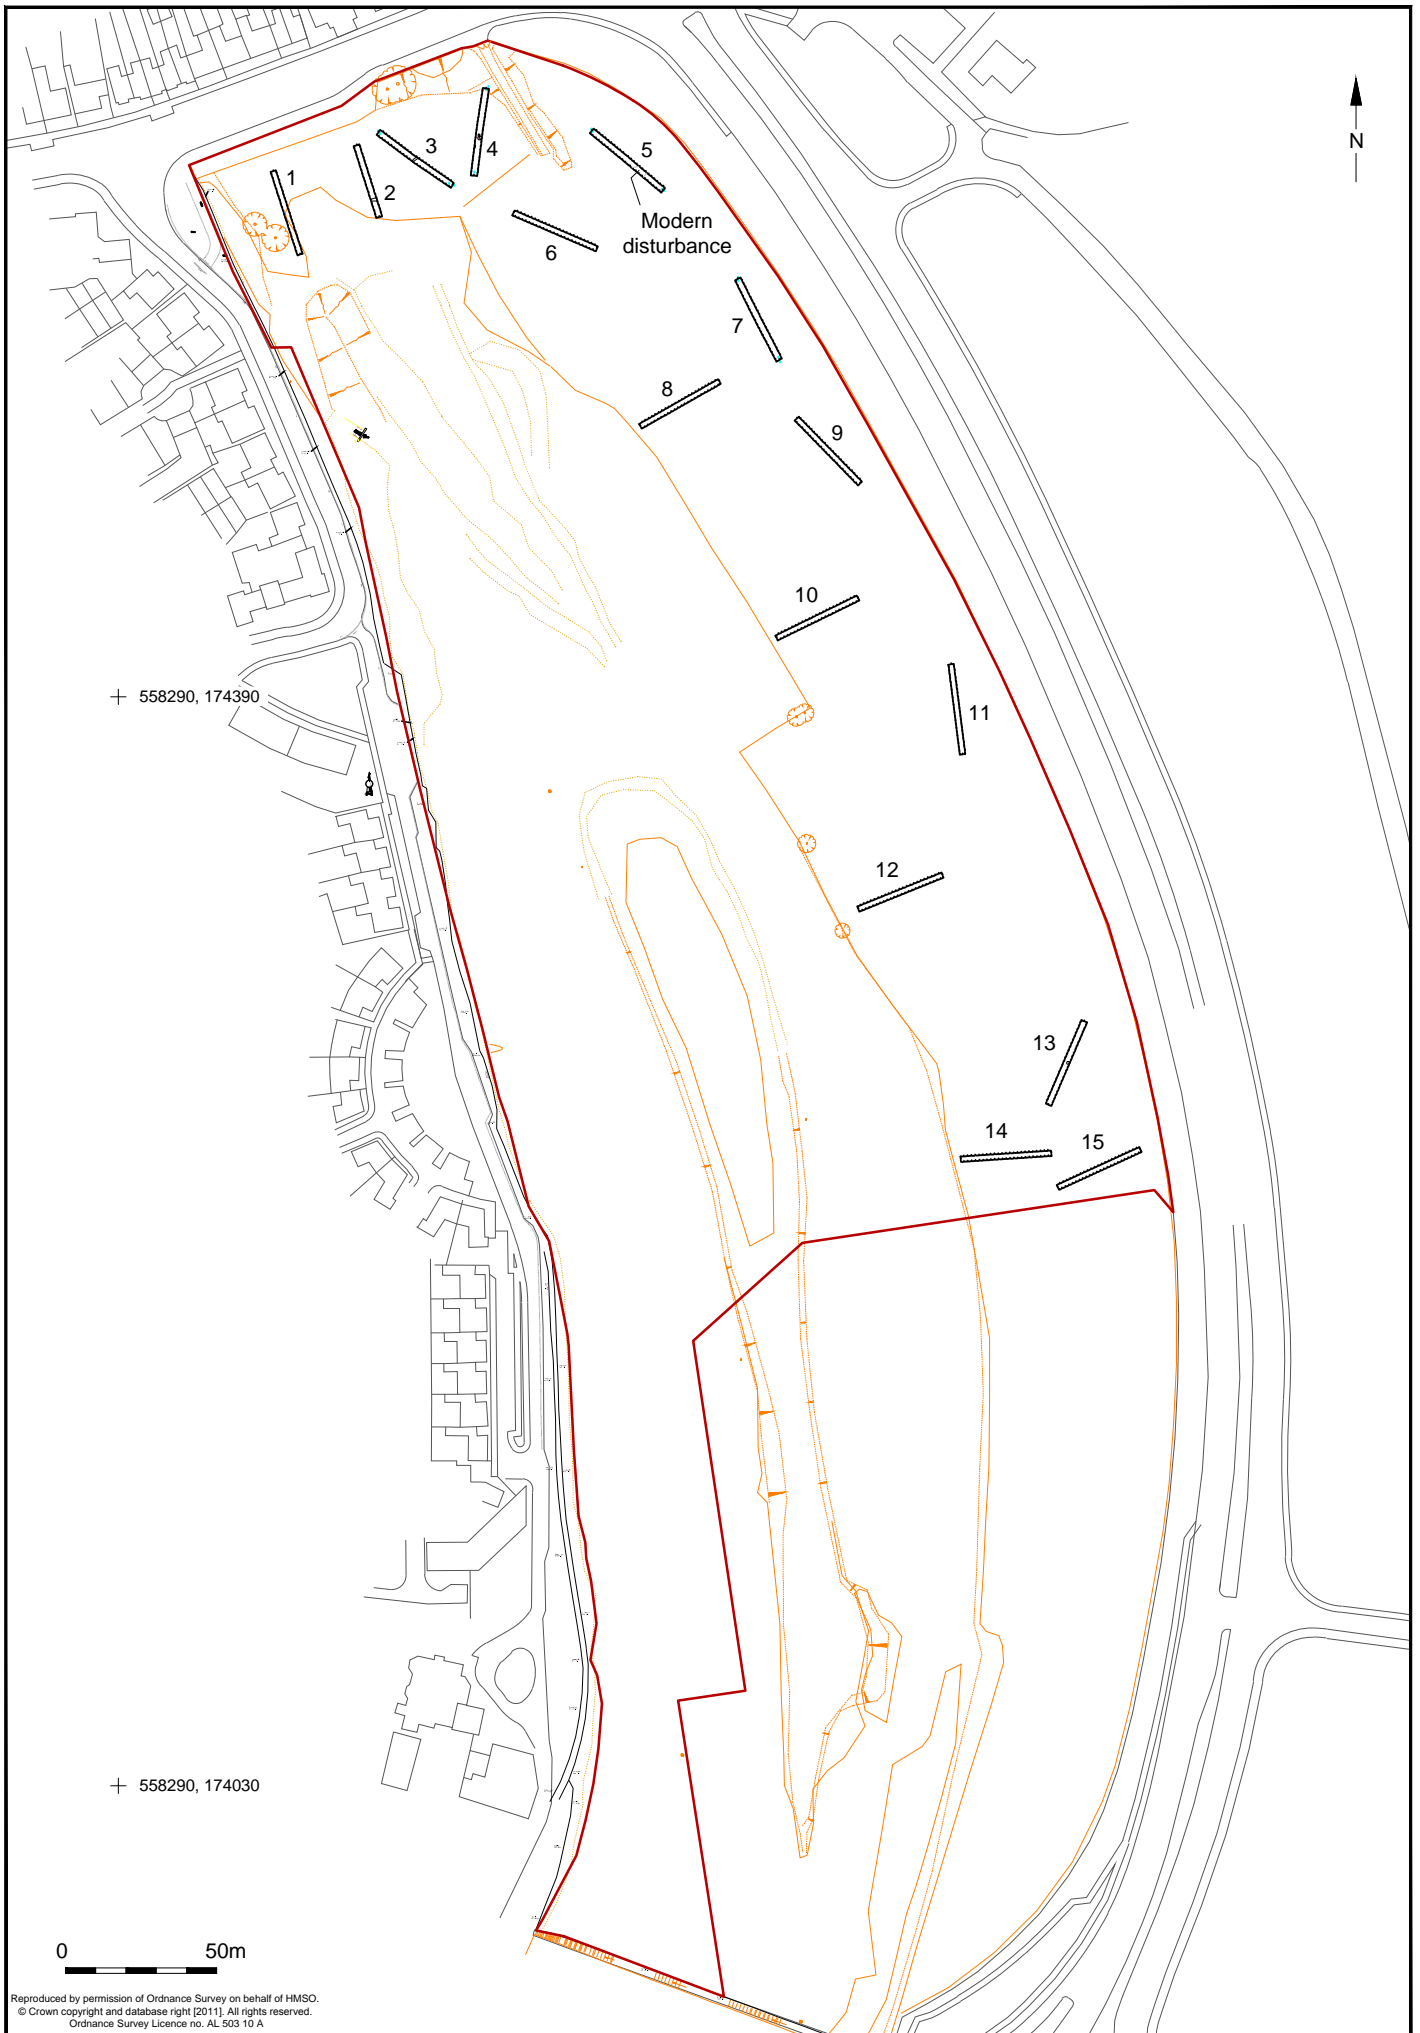 N
1
2
3
4
5
Modern
disturbance
6
7
8
9
10
558290, 174390
11
12
13
14
15
558290, 174030
0 50m
Reproduced by permission of Ordnance Survey on behalf of HMSO.
© Crown copyright and database right [2011]. All rights reserved.
Ordnance Survey Licence no. AL 503 10 A